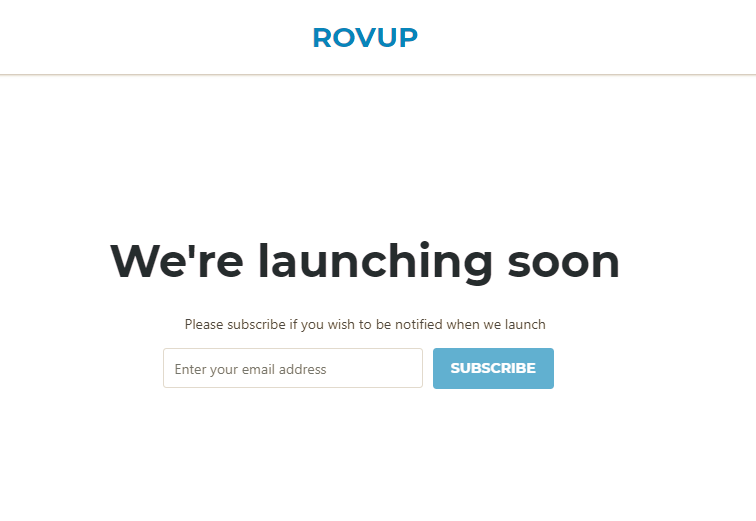 ROVUP
We're launching soon
Please subscribe if you wish to be notified when we launch
Enter your email address
SUBSCRIBE